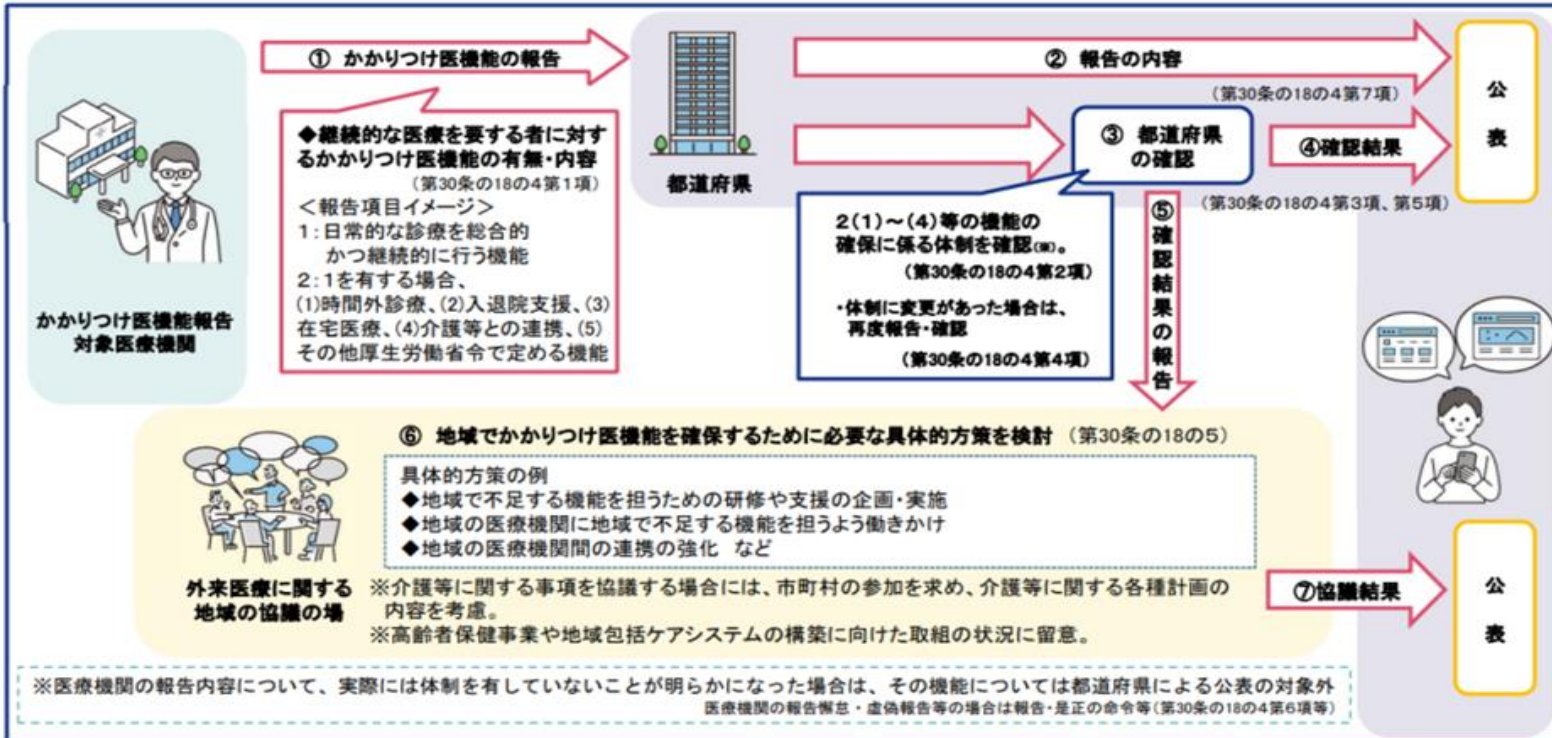 ① かかりつけ医機能の報告
② 報告の内容
(第30条の18の4第7項)
公
表
◆継続的な医療を要する者に対す
るかかりつけ医機能の有無・内容
(第30条の18の4第1項)
＜報告項目イメージ＞
1:日常的な診療を総合的
かつ継続的に行う機能
2:1を有する場合、
(1)時間外診療、(2)入退院支援、(3)
在宅医療、(4)介護等との連携、(5)
その他厚生労働省令で定める機能
かかりつけ医機能報告
対象医療機関
都道府県
③ 都道府県
の確認
④確認結果
(第30条の18の4第3項、第5項)
2(1)～(4)等の機能の
確保に係る体制を確認(※)。
(第30条の18の4第2項)
・体制に変更があった場合は、
再度報告・確認
(第30条の18の4第4項)
⑤確認結果の報告
⑥ 地域でかかりつけ医機能を確保するために必要な具体的方策を検討 (第30条の18の5)
具体的方策の例
◆地域で不足する機能を担うための研修や支援の企画・実施
◆地域の医療機関に地域で不足する機能を担うよう働きかけ
◆地域の医療機関間の連携の強化 など
外来医療に関する
地域の協議の場
※介護等に関する事項を協議する場合には、市町村の参加を求め、介護等に関する各種計画の
内容を考慮。
※高齢者保健事業や地域包括ケアシステムの構築に向けた取組の状況に留意。
⑦協議結果
公
表
※医療機関の報告内容について、実際には体制を有していないことが明らかになった場合は、その機能については都道府県による公表の対象外
医療機関の報告懈怠・虚偽報告等の場合は報告・是正の命令等(第30条の18の4第6項等)